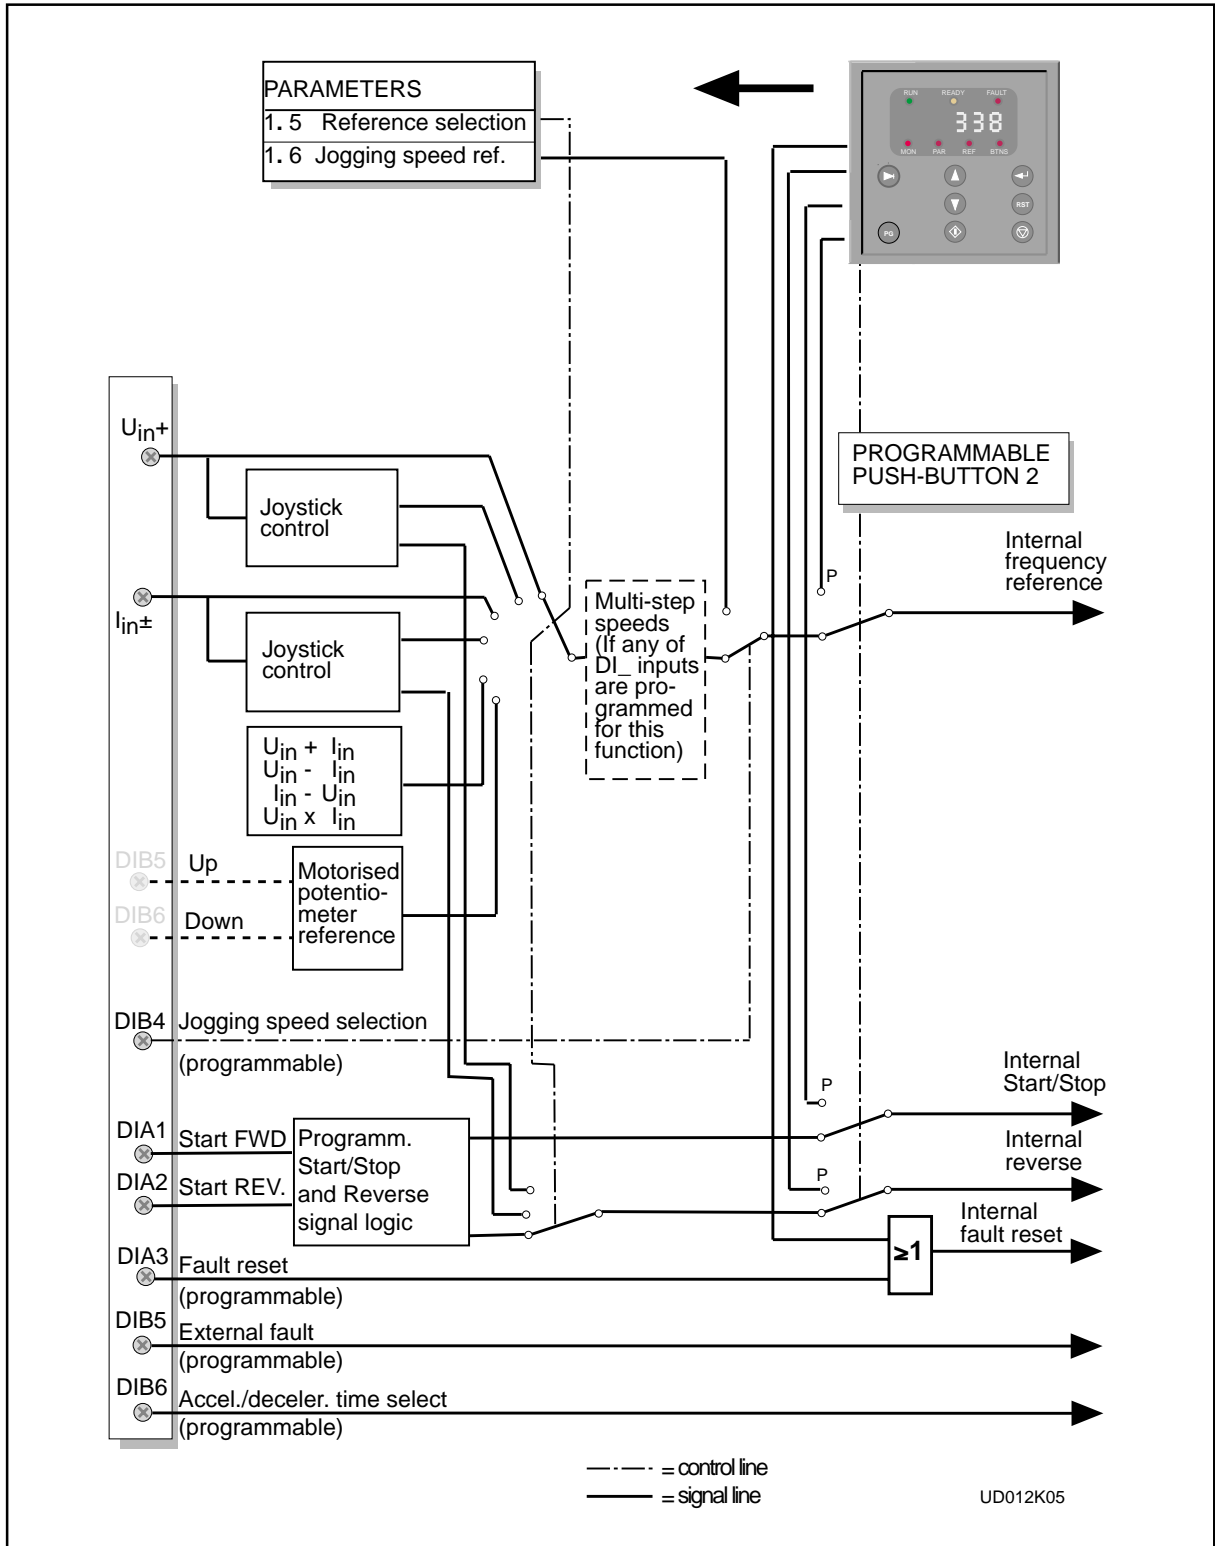 PARAMETERS
1. 5 Reference selection
1. 6 Jogging speed ref.
RUN READY FAULT
338
MON PAR REF BTNS
RST
PG
PROGRAMMABLE
PUSH-BUTTON 2
Uin+
Joystick
control
Iin±
Joystick
control
Uin + Iin
Uin - Iin
Iin - Uin
Uin x Iin
Multi-step
speeds
(If any of
DI_ inputs
are pro-
grammed
for this
function)
P
Internal
frequency
reference
DIB5 Up
DIB6 Down
Motorised
potentio-
meter
reference
DIB4 Jogging speed selection
(programmable)
DIA1 Start FWD
DIA2 Start REV.
Programm.
Start/Stop
and Reverse
signal logic
P
Internal
Start/Stop
P
Internal
reverse
Internal
fault reset
≥1
DIA3 Fault reset
(programmable)
DIB5 External fault
(programmable)
DIB6 Accel./deceler. time select
(programmable)
= control line
= signal line
UD012K05